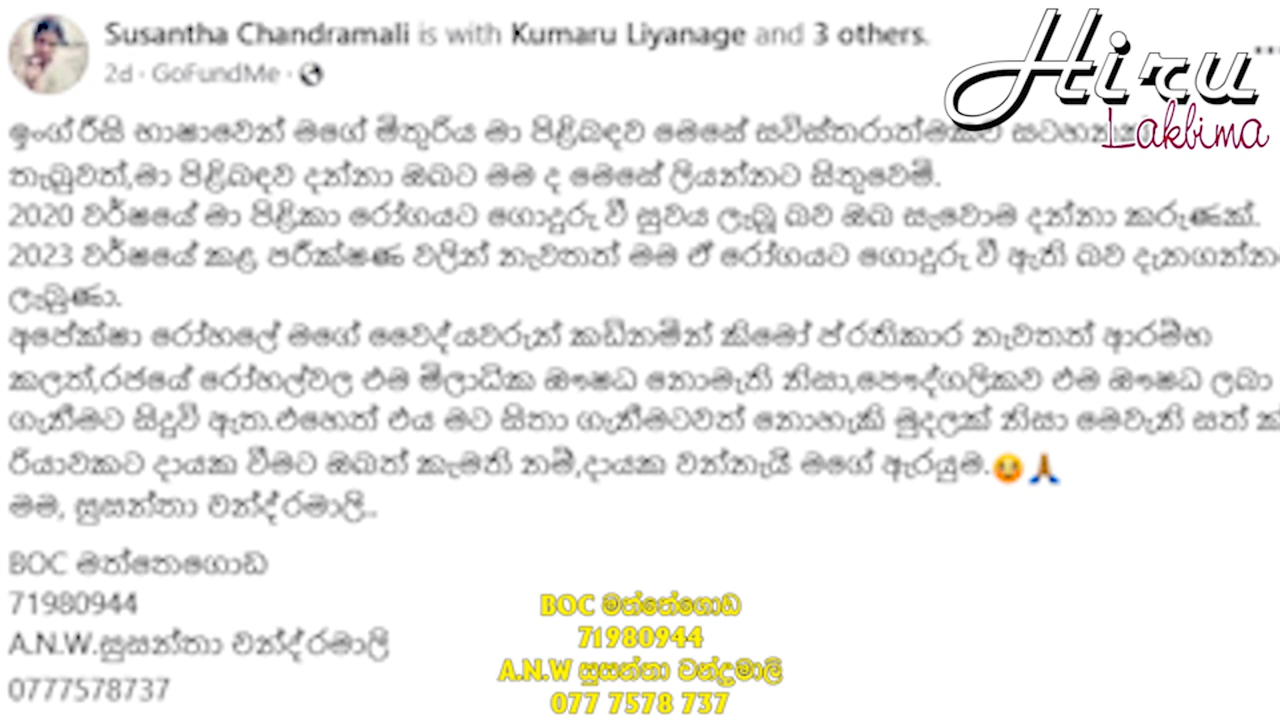 Susantha Chandramali is with Kumaru Liyanage and 3 others.
2d · GoFundMe ·
Hiru
Lakbima
ඉංග්‍රීසි භාෂාවෙන් මගේ මිතුරිය මා පිළිබඳව මෙසේ සවිස්තරාත්මකව
තැබුවත්,මා පිළිබඳව දන්නා ඔබට මම ද මෙසේ ලියන්නට සිතුවෙමි.
2020 වර්ෂයේ මා පිළිකා රෝගයට ගොදුරු වී සුවය ලැබූ බව ඔබ සැවොම දන්නා කරුණක්.
2023 වර්ෂයේ කළ පරීක්ෂණ වලින් නැවතත් මම ඒ රෝගයට ගොදුරු වී ඇති බව දැනගන්න
ලැබුණා.
අපේක්ෂා රෝහලේ මගේ වෛද්‍යවරුන් කඩිනමින් කිමෝ ප්‍රතිකාර නැවතත් ආරම්භ
කලත්,රජයේ රෝහල්වල එම මිලාධික ඖෂධ නොමැති නිසා,පෞද්ගලිකව එම ඖෂධ ලබා
ගැනීමට සිදුවී ඇත.එහෙත් එය මට සිතා ගැනීමටවත් නොහැකි මුදලක් නිසා මෙවැනි සත් ක්
රියාවකට දායක වීමට ඔබත් කැමති නම්,දායක වන්නැයි මගේ ඇරයුම.🥹🙏🏾
මම, සුසන්තා චන්ද්‍රමාලි..
BOC මත්තෙගොඩ
71980944
A.N.W.සුසන්තා චන්ද්‍රමාලි
0777578737
BOC මත්තේගොඩ
71980944
A.N.W සුසන්තා චන්ද්‍රමාලි
077 7578 737